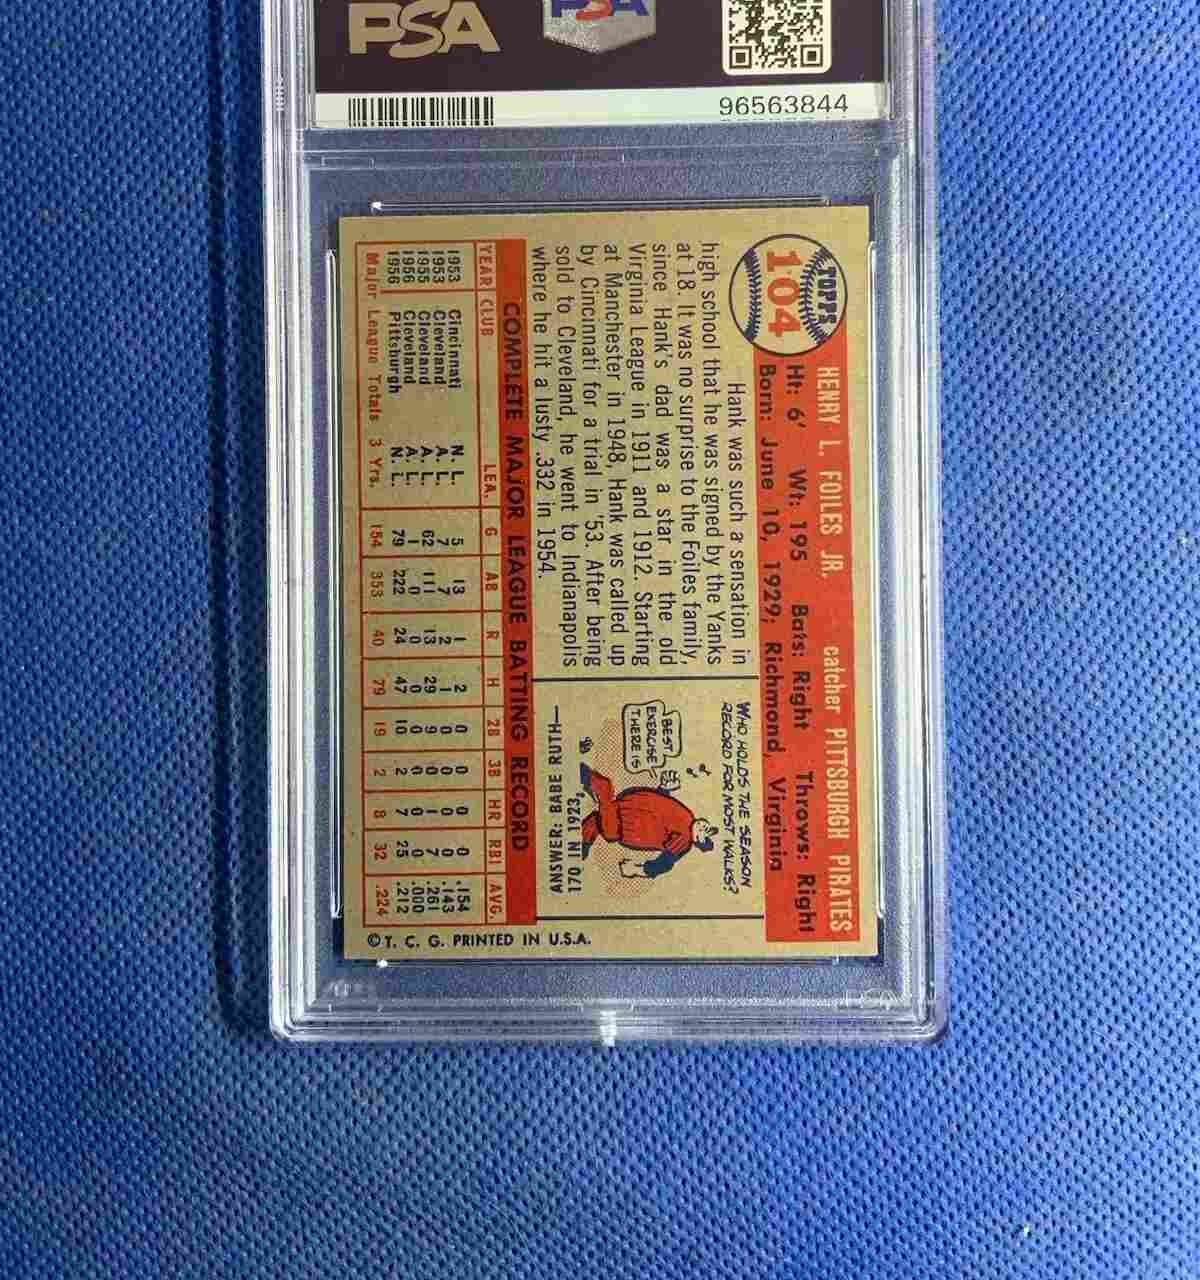 PSA
PSA
96563844
TOPPS
104
HENRY L. FOILES JR. catcher PITTSBURGH PIRATES
Ht: 6' Wt: 195 Bats: Right Throws: Right
Born: June 10, 1929; Richmond, Virginia
Hank was such a sensation in
high school that he was signed by the Yanks
at 18. It was no surprise to the Foiles family,
since Hank's dad was a star in the old
Virginia League in 1911 and 1912. Starting
at Manchester in 1948, Hank was called up
by Cincinnati for a trial in '53. After being
sold to Cleveland, he went to Indianapolis
where he hit a lusty .332 in 1954.
WHO HOLDS THE SEASON
RECORD FOR MOST WALKS?
BEST
EXERCISE
THERE IS
ANSWER: BABE RUTH—
170 IN 1923.
COMPLETE MAJOR LEAGUE BATTING RECORD
YEAR CLUB LEA. G AB R H 2B 3B HR RBI AVG.
1953 Cincinnati N. L. 5 13 1 2 0 0 0 0 .154
1953 Cleveland A. L. 7 7 2 1 0 0 0 0 .143
1955 Cleveland A. L. 62 111 13 29 9 0 1 7 .261
1956 Cleveland A. L. 1 0 0 0 0 0 0 0 .000
1956 Pittsburgh N. L. 79 222 24 47 10 2 7 25 .212
Major League Totals 3 Yrs. 154 353 40 79 19 2 8 32 .224
© T. C. G. PRINTED IN U.S.A.